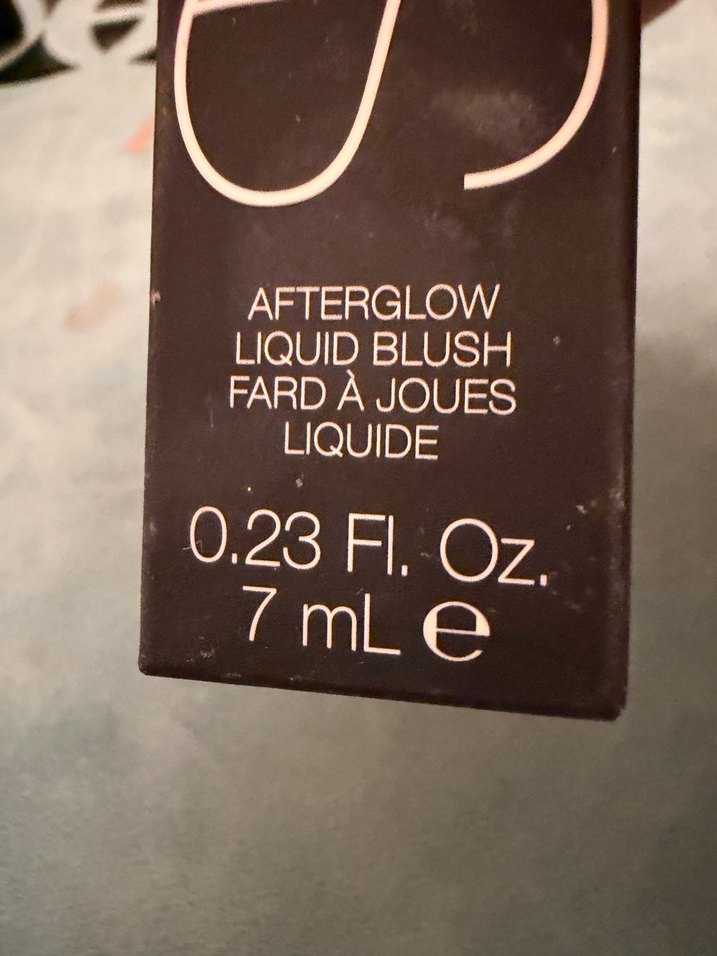 AFTERGLOW
LIQUID BLUSH
FARD À JOUES
LIQUIDE
0.23 Fl. Oz.
7 mL ℮